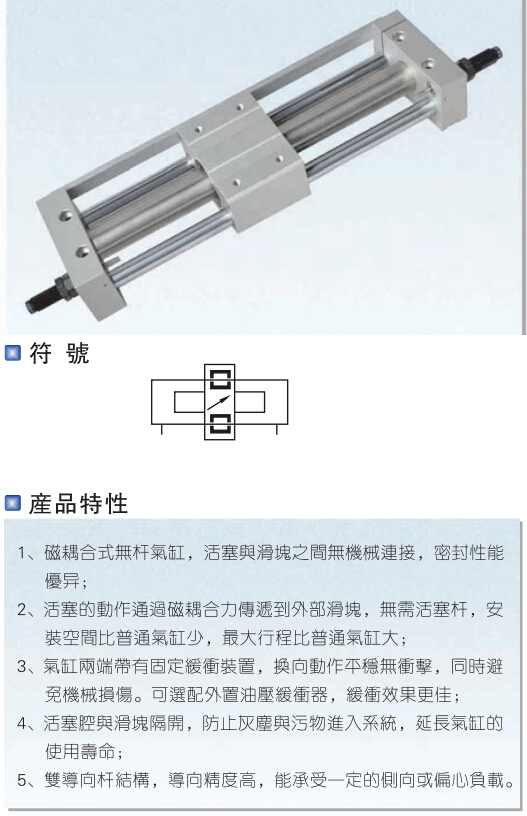 符 號
産品特性
1、磁耦合式無杆氣缸，活塞與滑塊之間無機械連接，密封性能
優异；
2、活塞的動作通過磁耦合力傳遞到外部滑塊，無需活塞杆，安
裝空間比普通氣缸少，最大行程比普通氣缸大；
3、氣缸兩端帶有固定緩衝裝置，換向動作平穩無衝擊，同時避
免機械損傷。可選配外置油壓緩衝器，緩衝效果更佳；
4、活塞腔與滑塊隔開，防止灰塵與污物進入系統，延長氣缸的
使用壽命；
5、雙導向杆結構，導向精度高，能承受一定的側向或偏心負載。